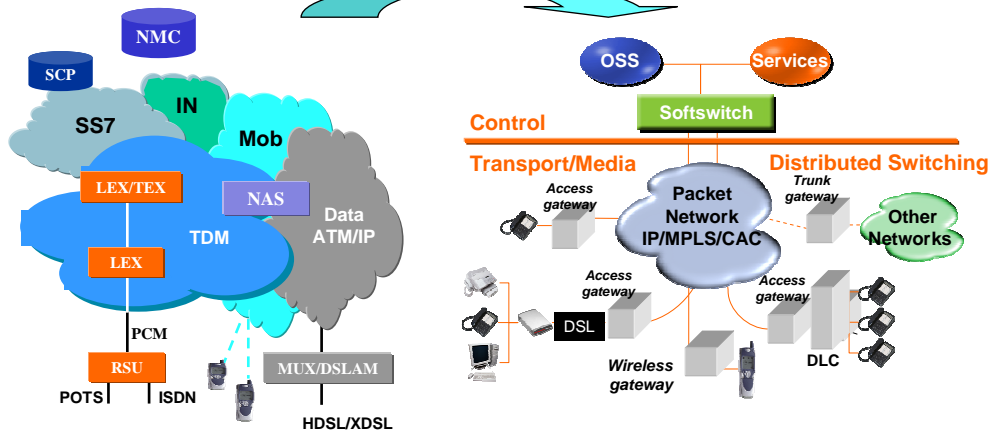 NMC
SCP
IN
SS7
Mob
LEX/TEX
NAS
Data
ATM/IP
TDM
LEX
PCM
RSU
MUX/DSLAM
POTS
ISDN
HDSL/XDSL
OSS
Services
Softswitch
Control
Transport/Media
Distributed Switching
Access
gateway
Packet
Network
IP/MPLS/CAC
Trunk
gateway
Other
Networks
Access
gateway
DSL
Access
gateway
Wireless
gateway
DLC